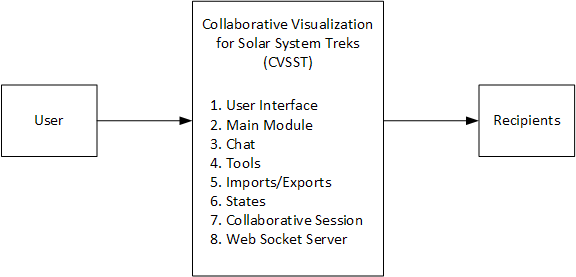 User
Collaborative Visualization
for Solar System Treks
(CVSST)
1. User Interface
2. Main Module
3. Chat
4. Tools
5. Imports/Exports
6. States
7. Collaborative Session
8. Web Socket Server
Recipients